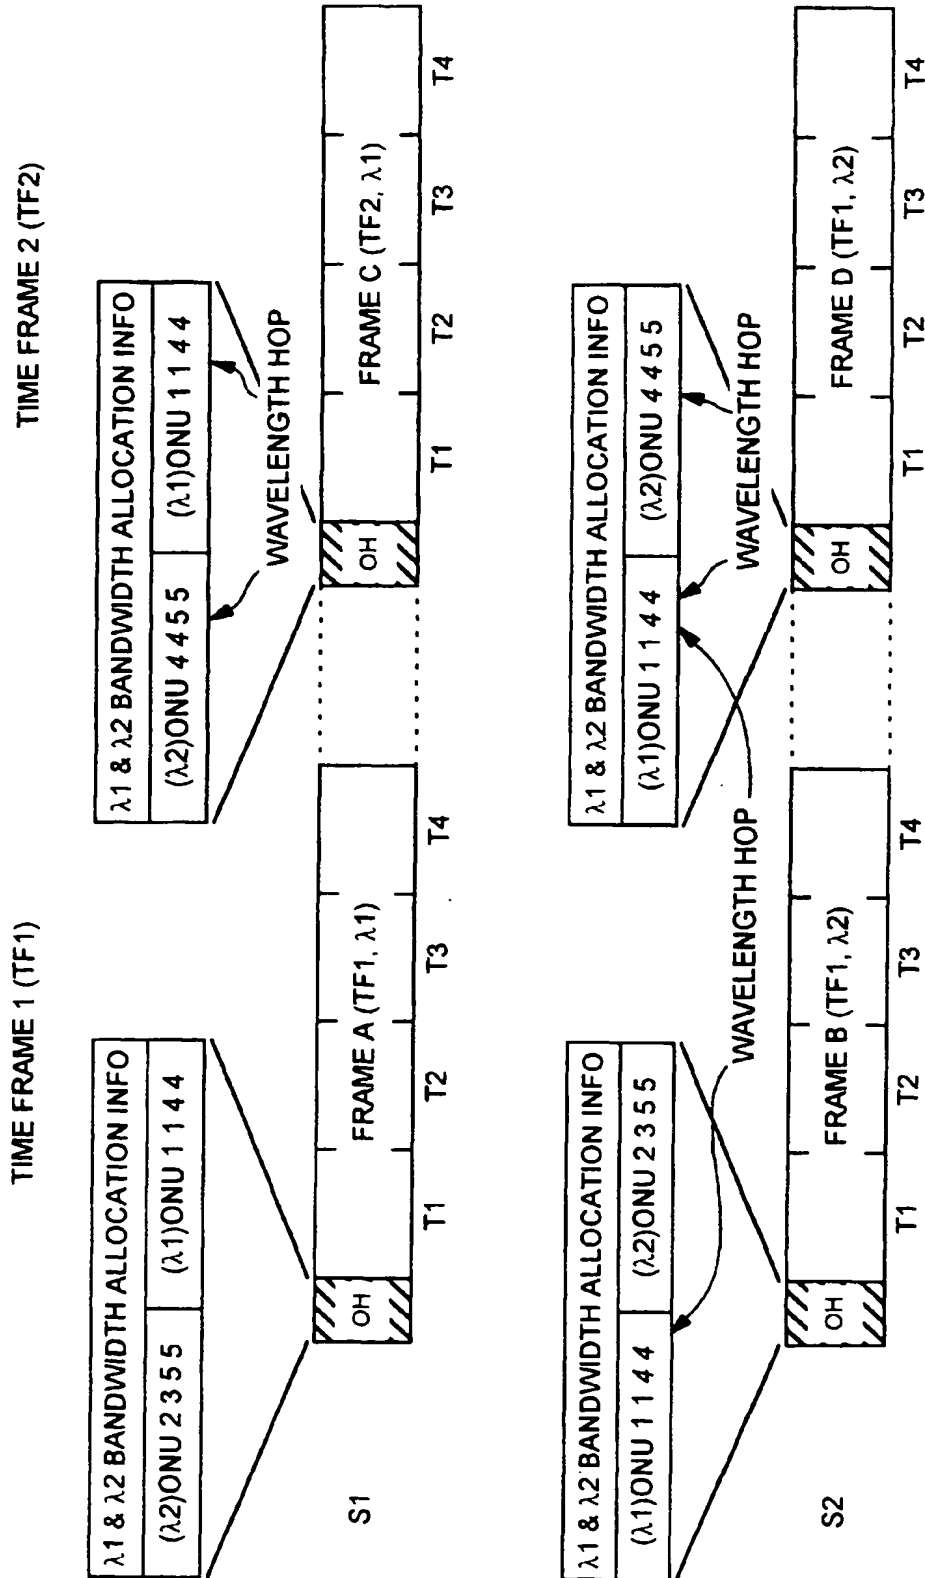 TIME FRAME 1 (TF1)
λ1 & λ2 BANDWIDTH ALLOCATION INFO
(λ2)ONU 2 3 5 5
(λ1)ONU 1 1 4 4
S1
OH
FRAME A (TF1, λ1)
T1
T2
T3
T4
TIME FRAME 2 (TF2)
λ1 & λ2 BANDWIDTH ALLOCATION INFO
(λ2)ONU 4 4 5 5
(λ1)ONU 1 1 4 4
WAVELENGTH HOP
OH
FRAME C (TF2, λ1)
T1
T2
T3
T4
λ1 & λ2 BANDWIDTH ALLOCATION INFO
(λ1)ONU 1 1 4 4
(λ2)ONU 2 3 5 5
WAVELENGTH HOP
S2
OH
FRAME B (TF1, λ2)
T1
T2
T3
T4
λ1 & λ2 BANDWIDTH ALLOCATION INFO
(λ1)ONU 1 1 4 4
(λ2)ONU 4 4 5 5
WAVELENGTH HOP
OH
FRAME D (TF1, λ2)
T1
T2
T3
T4